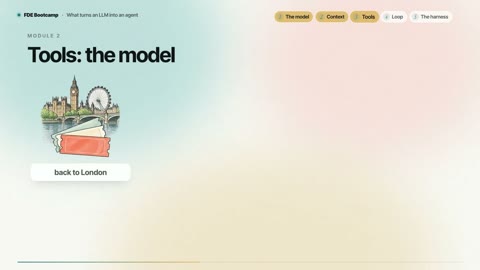 FDE Bootcamp · What turns an LLM into an agent
The model
Context
Tools
Loop
The harness
MODULE 2
Tools: the model
back to London